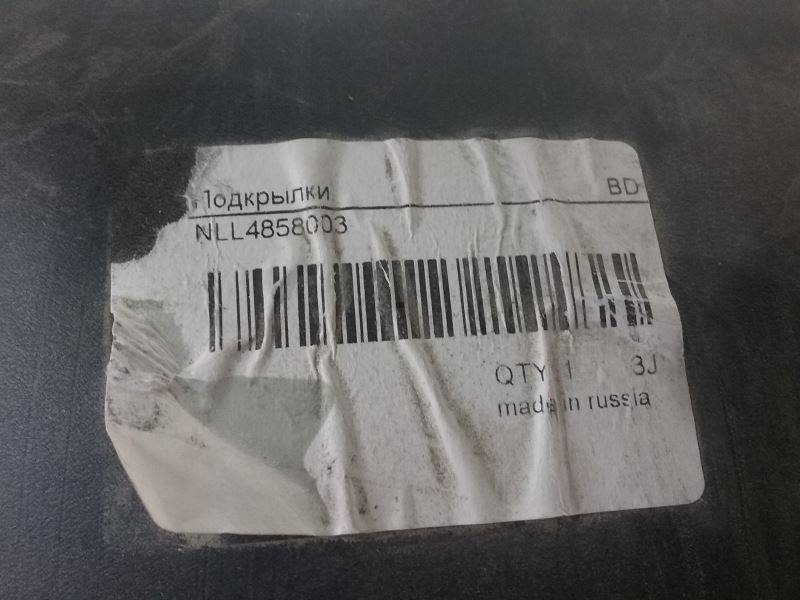 Подкрылки BD
NLL4858003
QTY 1 3J
made in russia